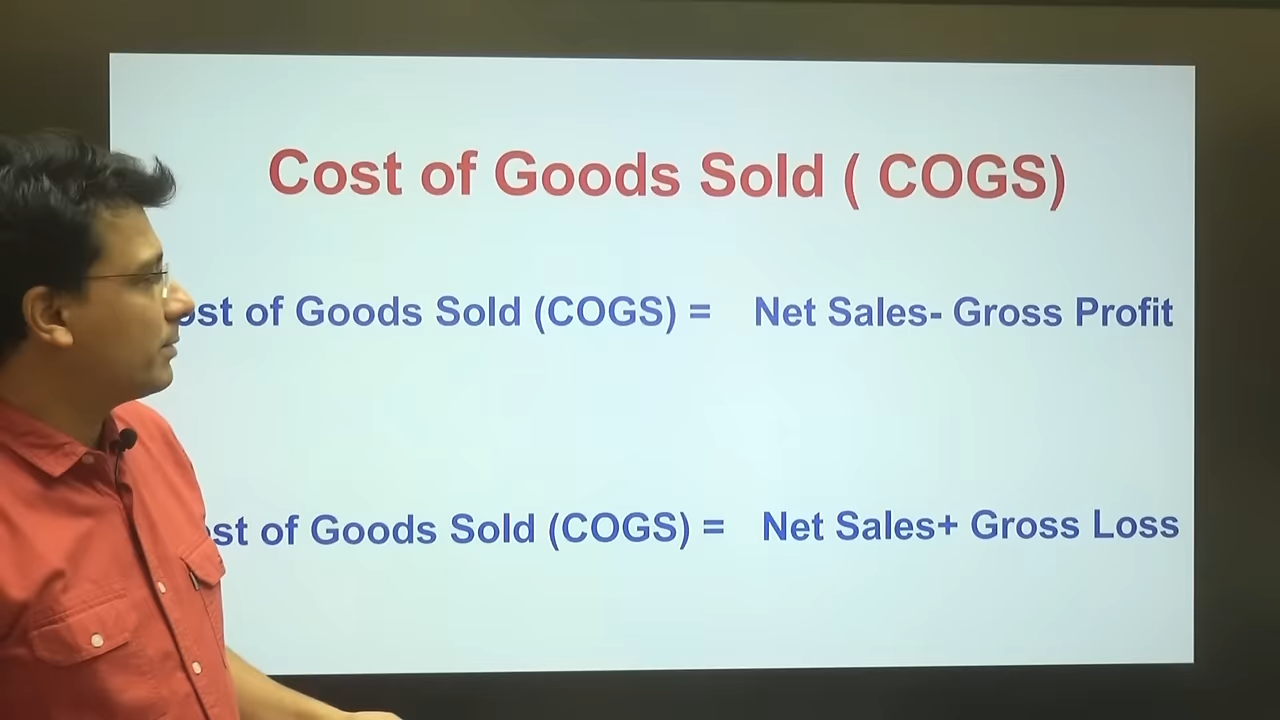 Cost of Goods Sold ( COGS)
ost of Goods Sold (COGS) = Net Sales- Gross Profit
st of Goods Sold (COGS) = Net Sales+ Gross Loss